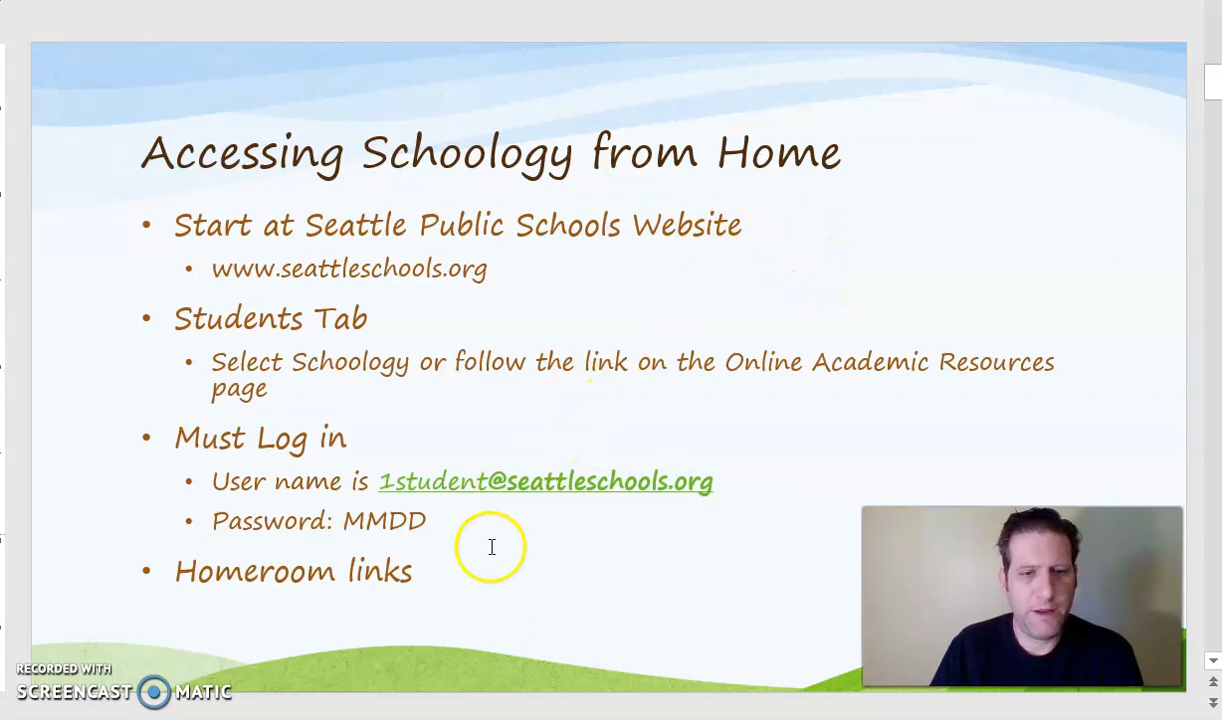 Accessing Schoology from Home
• Start at Seattle Public Schools Website
• www.seattleschools.org
• Students Tab
• Select Schoology or follow the link on the Online Academic Resources
page
• Must Log in
• User name is 1student@seattleschools.org
• Password: MMDD
• Homeroom links
RECORDED WITH
SCREENCAST MATIC